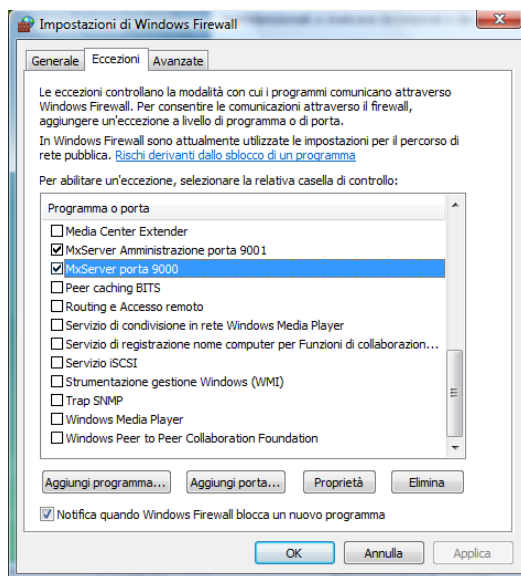 Impostazioni di Windows Firewall
Generale Eccezioni Avanzate
Le eccezioni controllano la modalità con cui i programmi comunicano attraverso
Windows Firewall. Per consentire le comunicazioni attraverso il firewall,
aggiungere un'eccezione a livello di programma o di porta.
In Windows Firewall sono attualmente utilizzate le impostazioni per il percorso di
rete pubblica. Rischi derivanti dallo sblocco di un programma
Per abilitare un'eccezione, selezionare la relativa casella di controllo:
Programma o porta
Media Center Extender
MxServer Amministrazione porta 9001
MxServer porta 9000
Peer caching BITS
Routing e Accesso remoto
Servizio di condivisione in rete Windows Media Player
Servizio di registrazione nome computer per Funzioni di collaborazion...
Servizio iSCSI
Strumentazione gestione Windows (WMI)
Trap SNMP
Windows Media Player
Windows Peer to Peer Collaboration Foundation
Aggiungi programma... Aggiungi porta... Proprietà Elimina
Notifica quando Windows Firewall blocca un nuovo programma
OK Annulla Applica